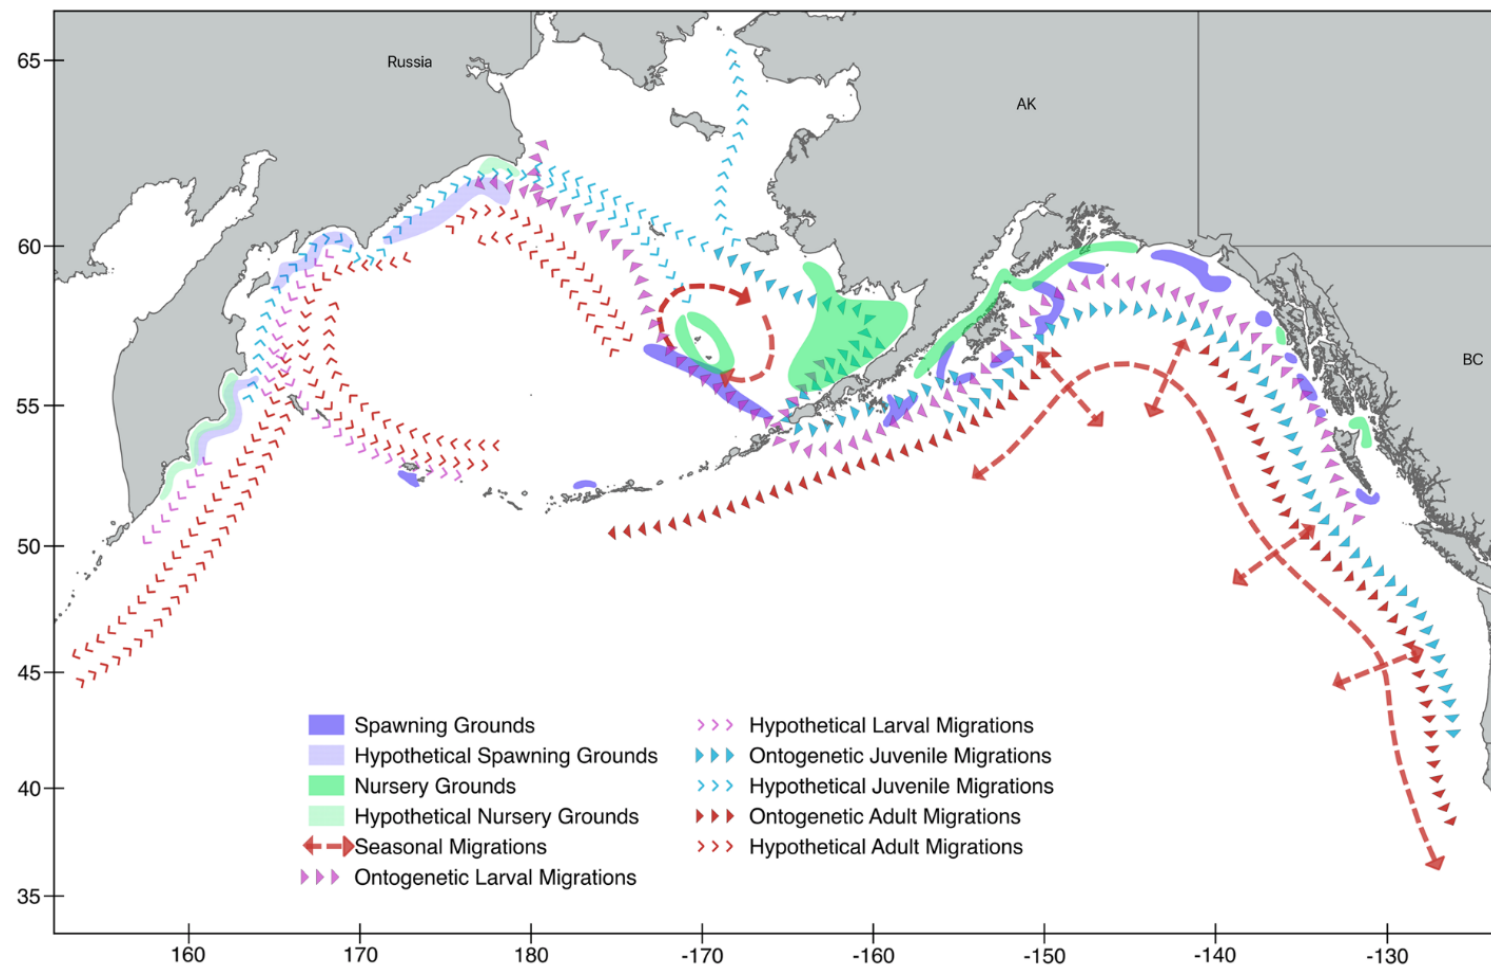 65
Russia
AK
60
BC
55
50
45
Spawning Grounds
Hypothetical Spawning Grounds
Nursery Grounds
Hypothetical Nursery Grounds
Seasonal Migrations
Ontogenetic Larval Migrations
Hypothetical Larval Migrations
Ontogenetic Juvenile Migrations
Hypothetical Juvenile Migrations
Ontogenetic Adult Migrations
Hypothetical Adult Migrations
40
35
160 170 180 -170 -160 -150 -140 -130